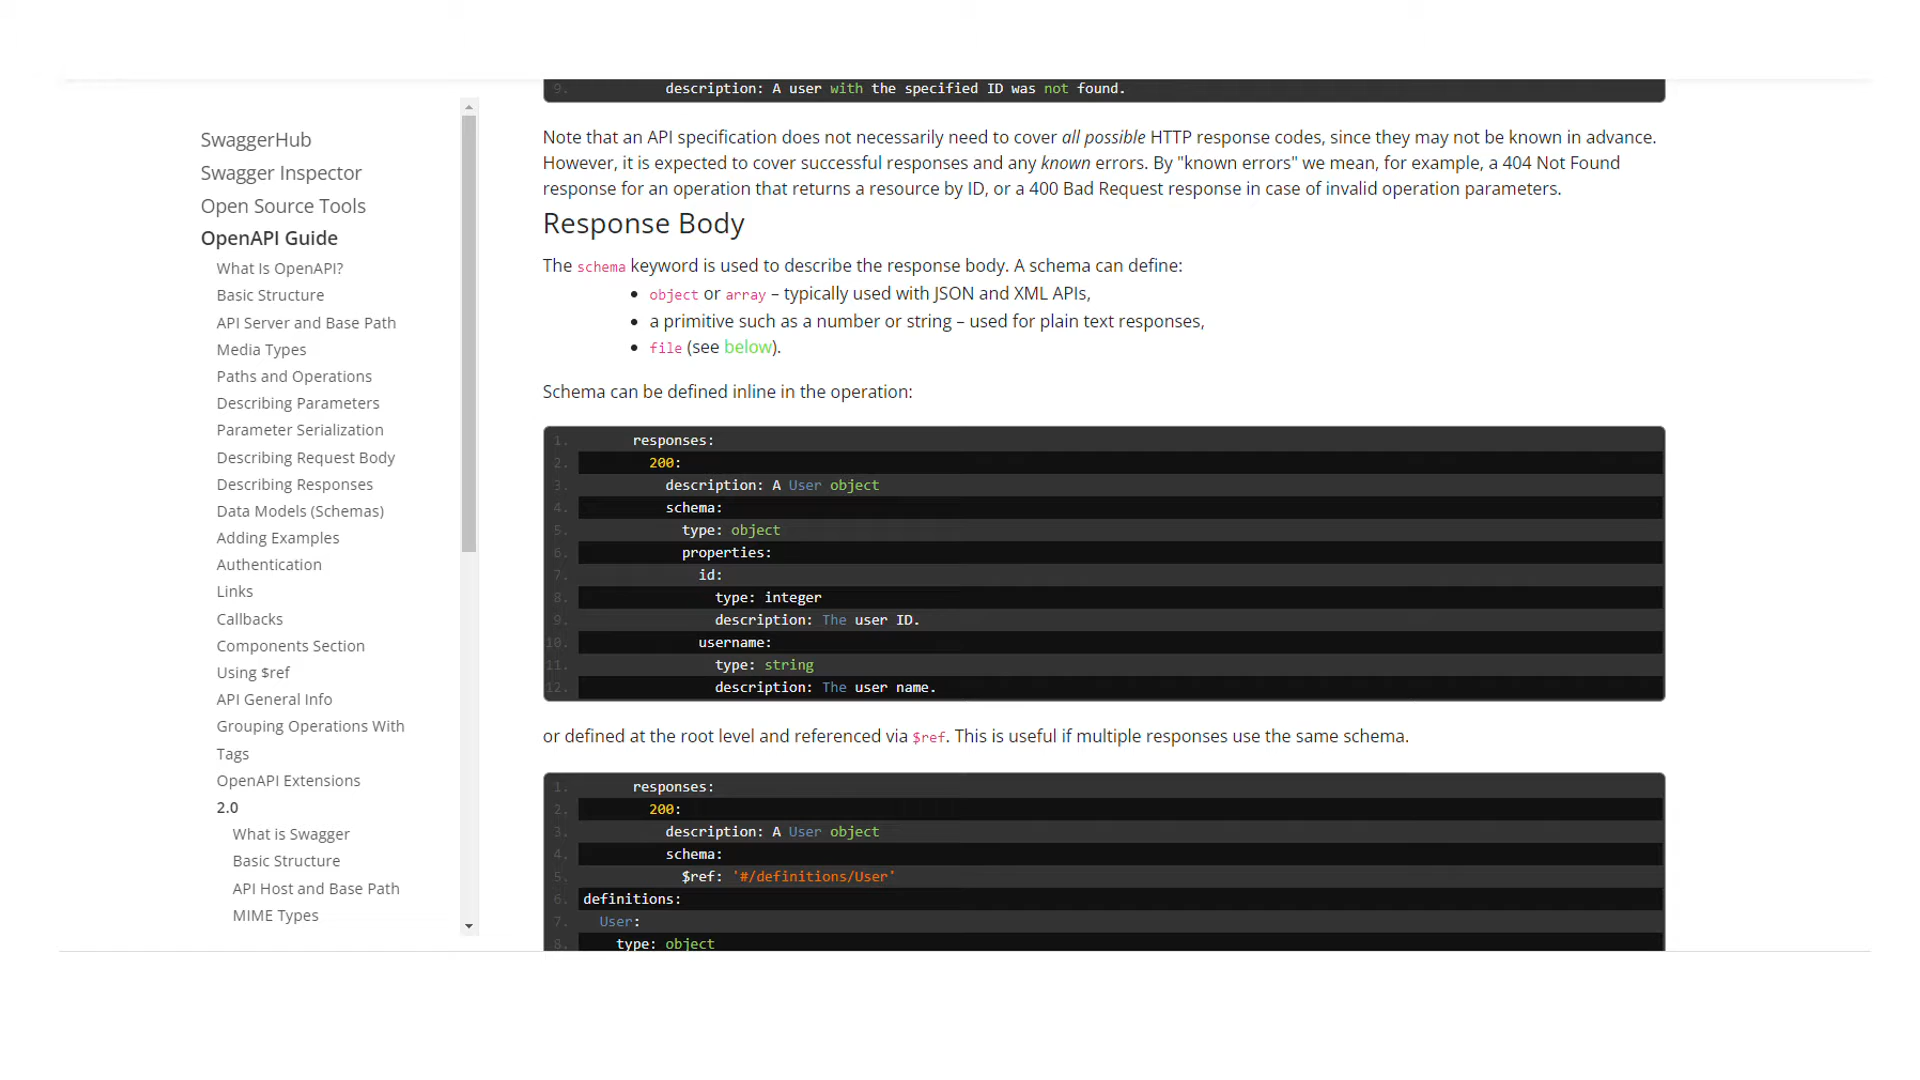 SwaggerHub
Swagger Inspector
Open Source Tools
OpenAPI Guide
What Is OpenAPI?
Basic Structure
API Server and Base Path
Media Types
Paths and Operations
Describing Parameters
Parameter Serialization
Describing Request Body
Describing Responses
Data Models (Schemas)
Adding Examples
Authentication
Links
Callbacks
Components Section
Using $ref
API General Info
Grouping Operations With
Tags
OpenAPI Extensions
2.0
What is Swagger
Basic Structure
API Host and Base Path
MIME Types
9. description: A user with the specified ID was not found.
Note that an API specification does not necessarily need to cover all possible HTTP response codes, since they may not be known in advance.
However, it is expected to cover successful responses and any known errors. By "known errors" we mean, for example, a 404 Not Found
response for an operation that returns a resource by ID, or a 400 Bad Request response in case of invalid operation parameters.
Response Body
The schema keyword is used to describe the response body. A schema can define:
• object or array – typically used with JSON and XML APIs,
• a primitive such as a number or string – used for plain text responses,
• file (see below).
Schema can be defined inline in the operation:
1. responses:
2. 200:
3. description: A User object
4. schema:
5. type: object
6. properties:
7. id:
8. type: integer
9. description: The user ID.
10. username:
11. type: string
12. description: The user name.
or defined at the root level and referenced via $ref. This is useful if multiple responses use the same schema.
1. responses:
2. 200:
3. description: A User object
4. schema:
5. $ref: '#/definitions/User'
6. definitions:
7. User:
8. type: object